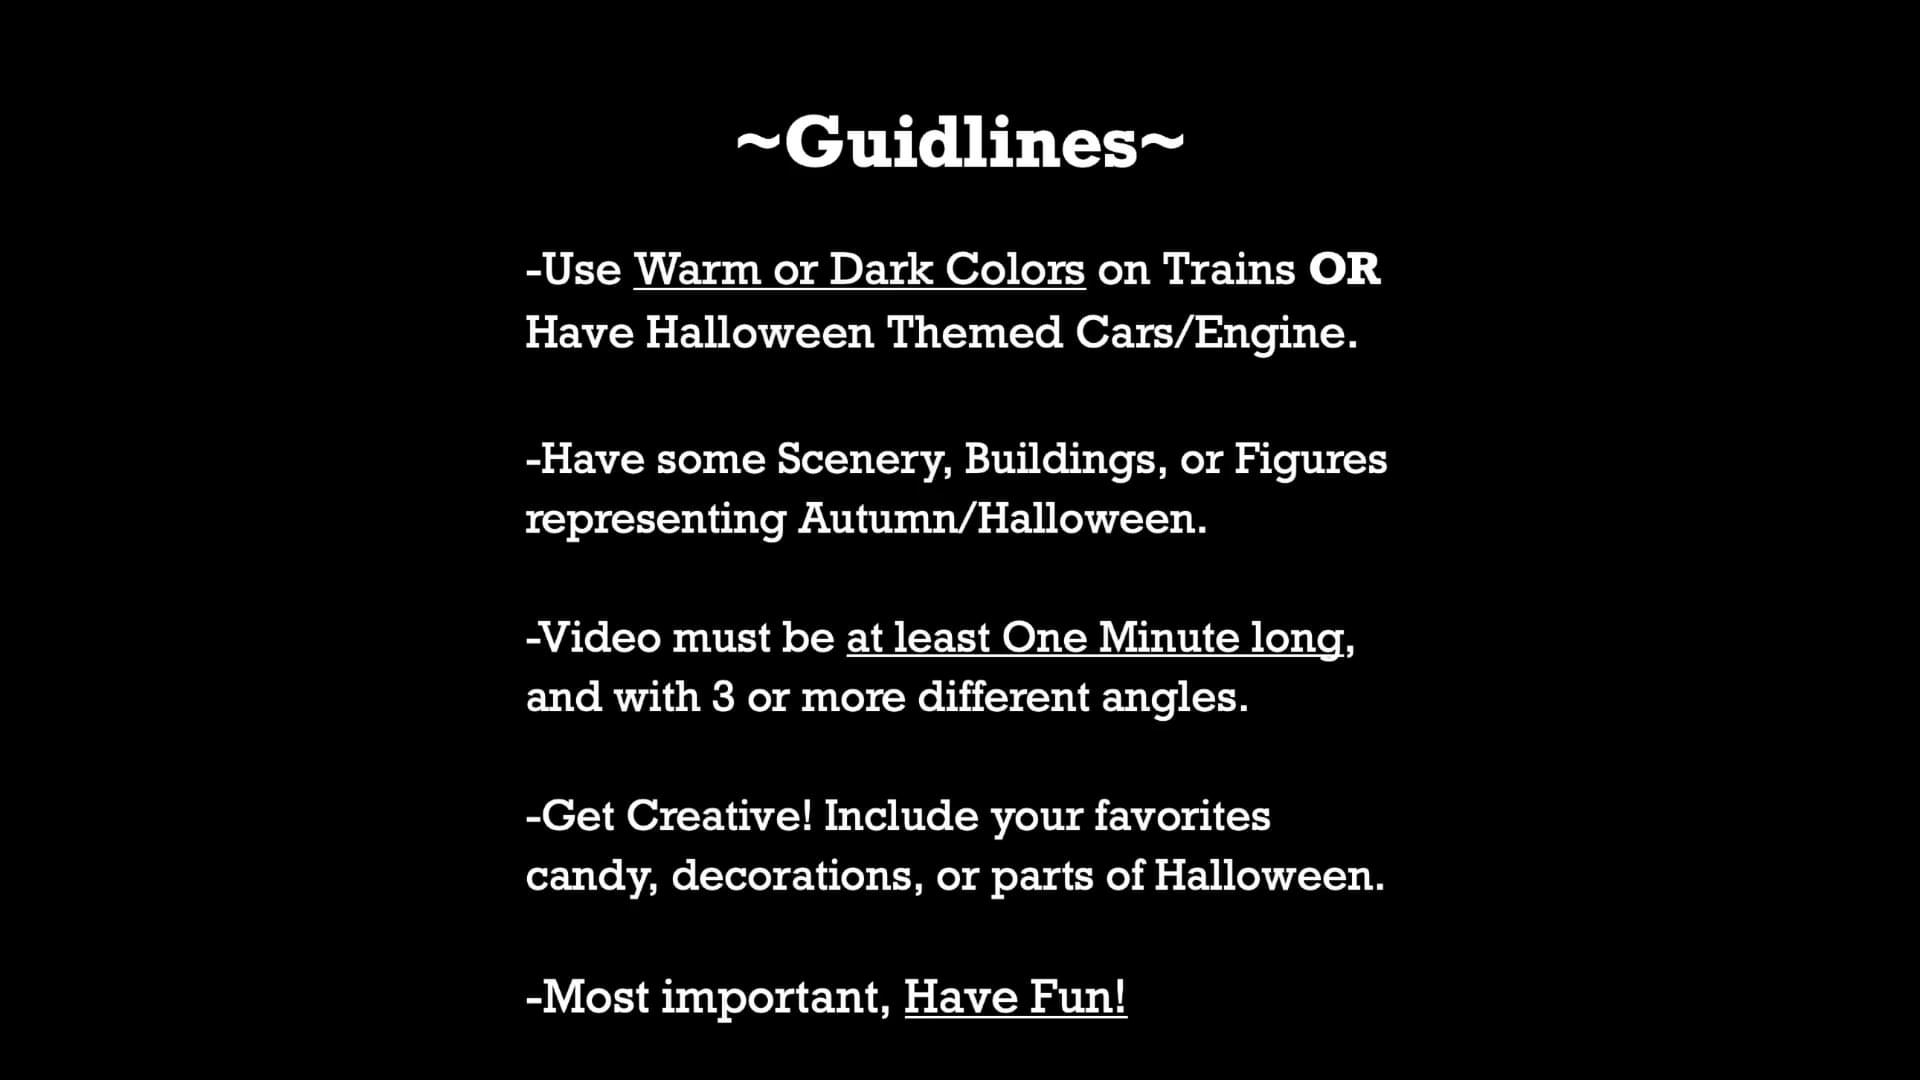 ~Guidlines~
-Use Warm or Dark Colors on Trains OR
Have Halloween Themed Cars/Engine.
-Have some Scenery, Buildings, or Figures
representing Autumn/Halloween.
-Video must be at least One Minute long,
and with 3 or more different angles.
-Get Creative! Include your favorites
candy, decorations, or parts of Halloween.
-Most important, Have Fun!